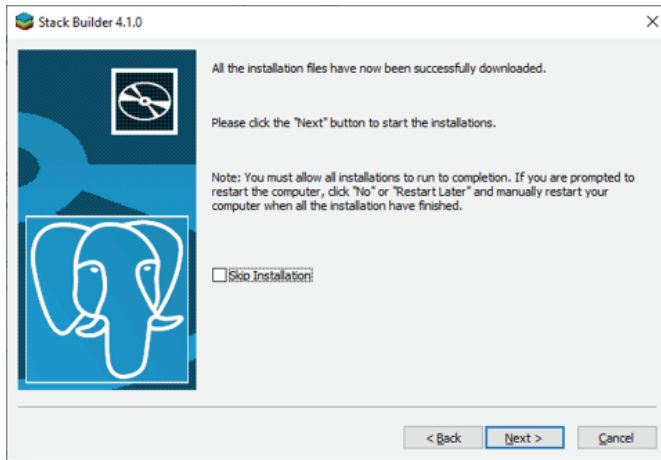 Stack Builder 4.1.0
All the installation files have now been successfully downloaded.
Please click the "Next" button to start the installations.
Note: You must allow all installations to run to completion. If you are prompted to
restart the computer, click "No" or "Restart Later" and manually restart your
computer when all the installation have finished.
Skip Installation
< Back
Next >
Cancel